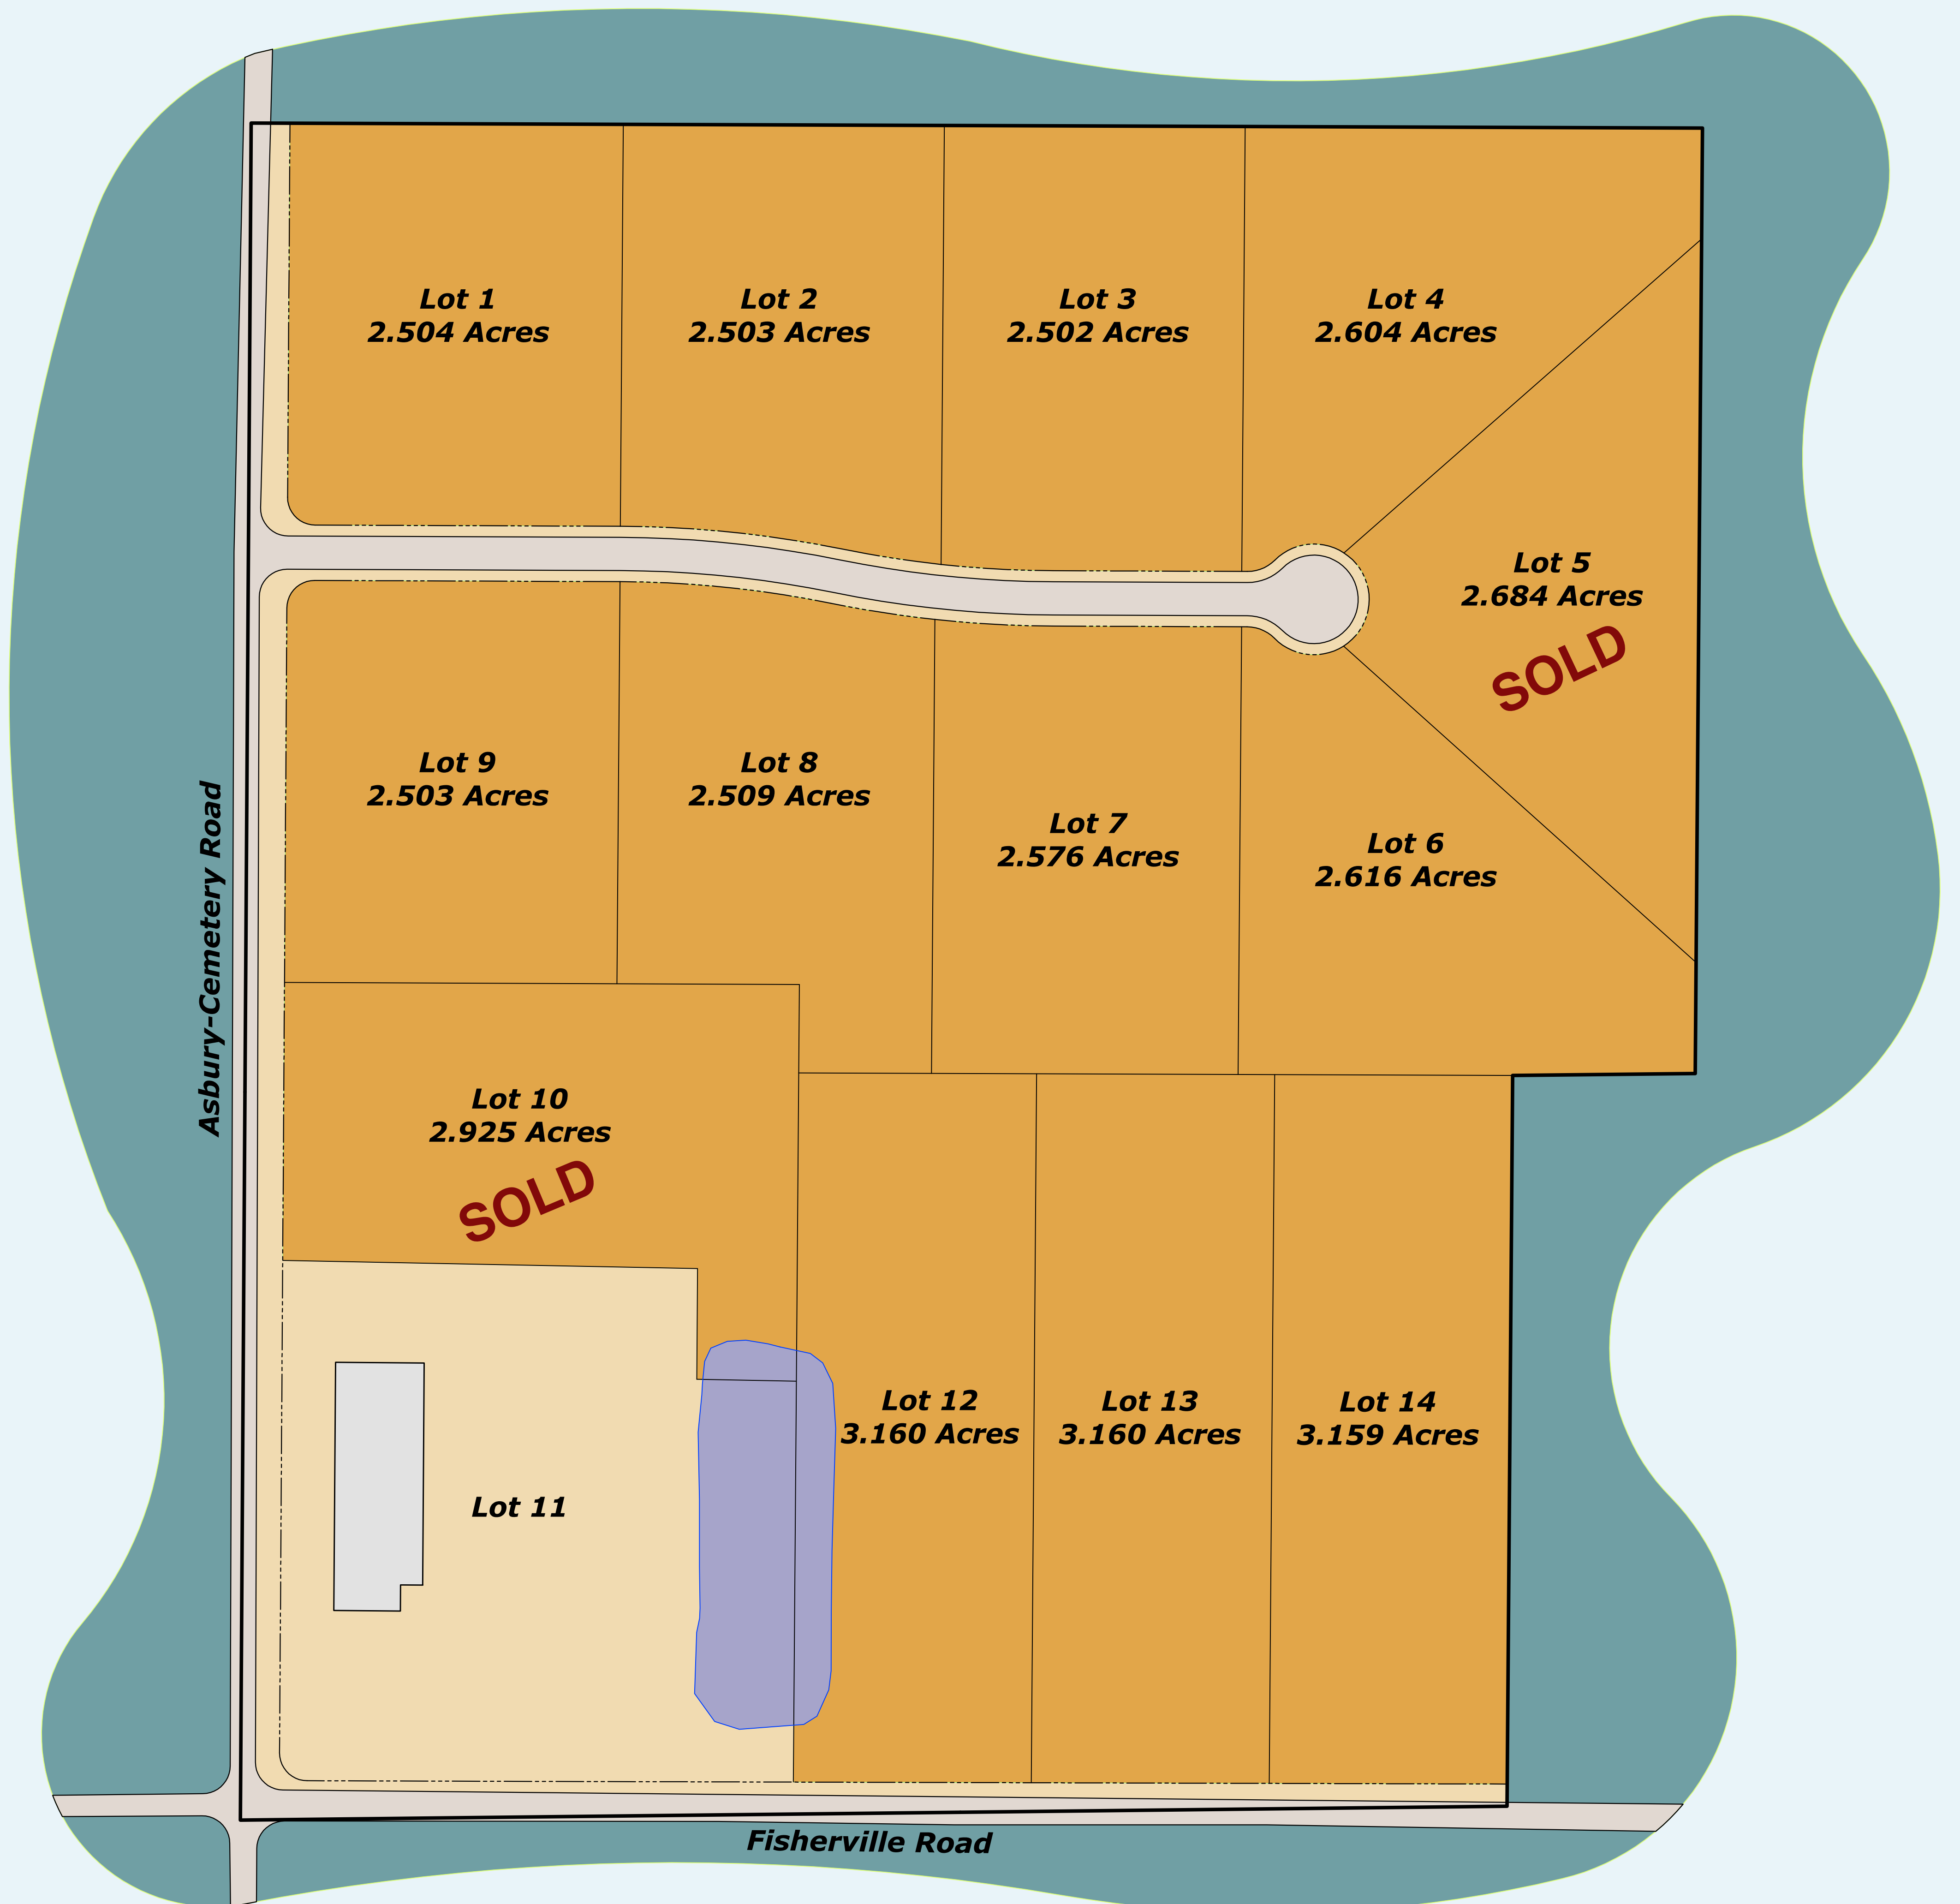 Lot 1
2.504 Acres
Lot 2
2.503 Acres
Lot 3
2.502 Acres
Lot 4
2.604 Acres
Lot 5
2.684 Acres
SOLD
Lot 9
2.503 Acres
Lot 8
2.509 Acres
Lot 7
2.576 Acres
Lot 6
2.616 Acres
Asbury-Cemetery Road
Lot 10
2.925 Acres
SOLD
Lot 12
3.160 Acres
Lot 13
3.160 Acres
Lot 14
3.159 Acres
Lot 11
Fisherville Road